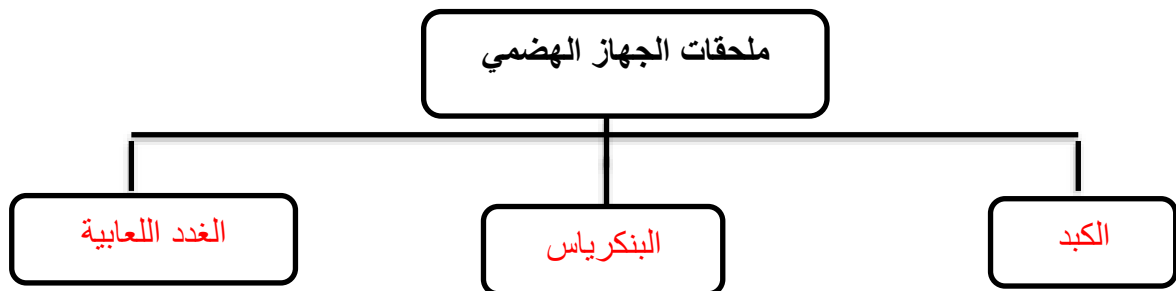 ملحقات الجهاز الهضمي
الكبد
البنكرياس
الغدد اللعابية